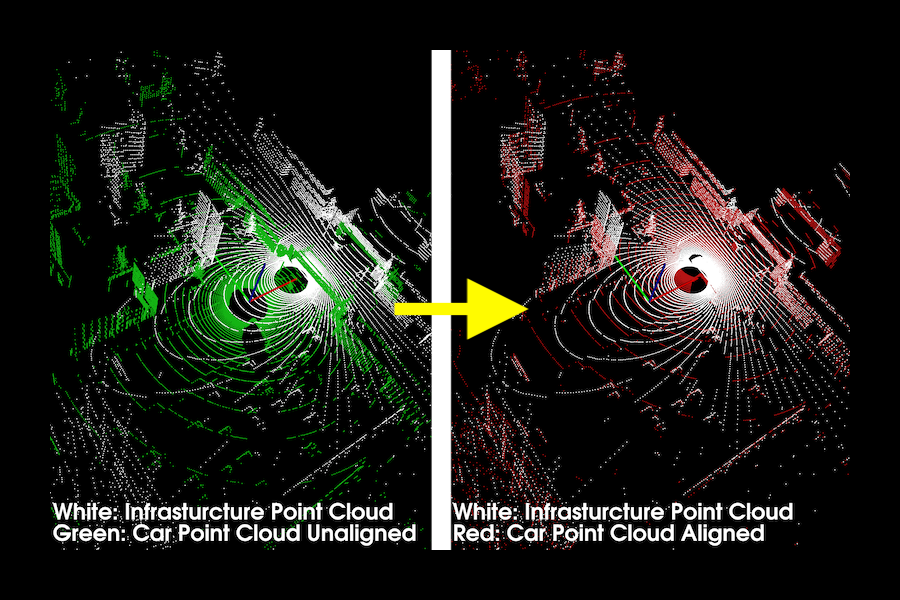 White: Infrasturcture Point Cloud
Green: Car Point Cloud Unaligned
White: Infrasturcture Point Cloud
Red: Car Point Cloud Aligned